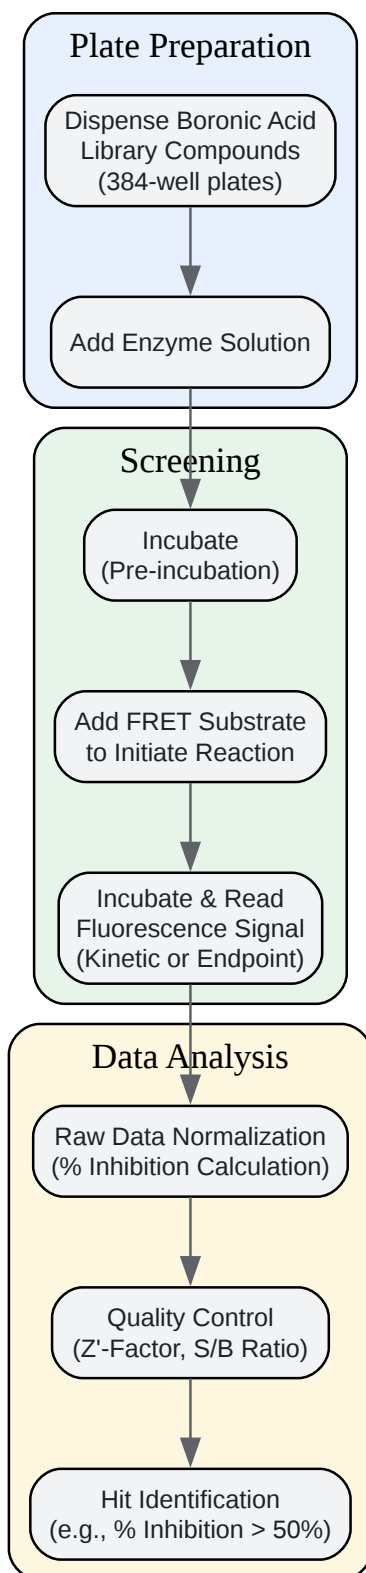 Plate Preparation
Dispense Boronic Acid
Library Compounds
(384-well plates)
Add Enzyme Solution
Screening
Incubate
(Pre-incubation)
Add FRET Substrate
to Initiate Reaction
Incubate & Read
Fluorescence Signal
(Kinetic or Endpoint)
Data Analysis
Raw Data Normalization
(% Inhibition Calculation)
Quality Control
(Z'-Factor, S/B Ratio)
Hit Identification
(e.g., % Inhibition > 50%)